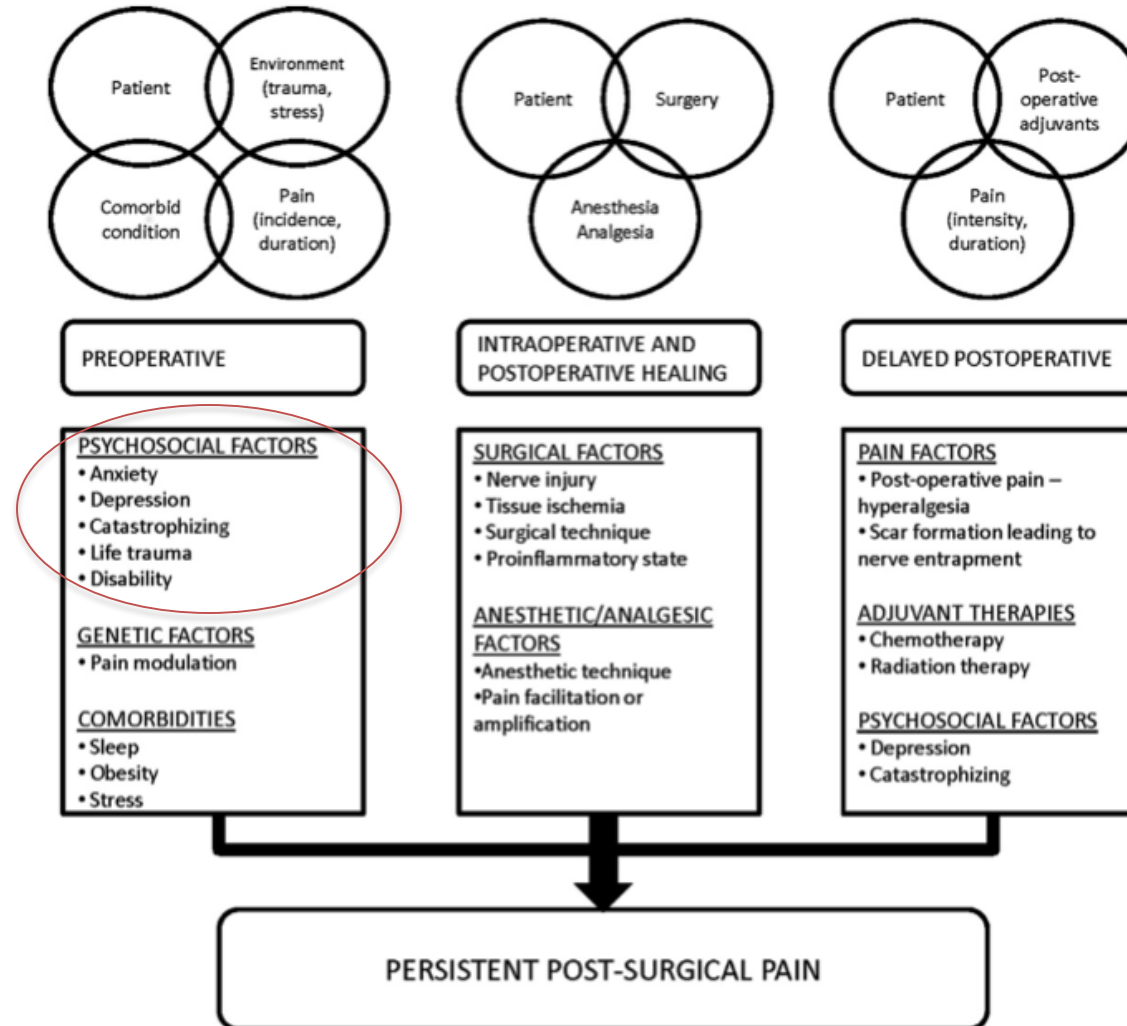 Patient
Environment
(trauma,
stress)
Comorbid
condition
Pain
(incidence,
duration)
Patient
Surgery
Anesthesia
Analgesia
Patient
Post-
operative
adjuvants
Pain
(intensity,
duration)
PREOPERATIVE
INTRAOPERATIVE AND
POSTOPERATIVE HEALING
DELAYED POSTOPERATIVE
PSYCHOSOCIAL FACTORS
• Anxiety
• Depression
• Catastrophizing
• Life trauma
• Disability
GENETIC FACTORS
• Pain modulation
COMORBIDITIES
• Sleep
• Obesity
• Stress
SURGICAL FACTORS
• Nerve injury
• Tissue ischemia
• Surgical technique
• Proinflammatory state
ANESTHETIC/ANALGESIC
FACTORS
•Anesthetic technique
•Pain facilitation or
amplification
PAIN FACTORS
• Post-operative pain –
hyperalgesia
• Scar formation leading to
nerve entrapment
ADJUVANT THERAPIES
• Chemotherapy
• Radiation therapy
PSYCHOSOCIAL FACTORS
• Depression
• Catastrophizing
PERSISTENT POST-SURGICAL PAIN